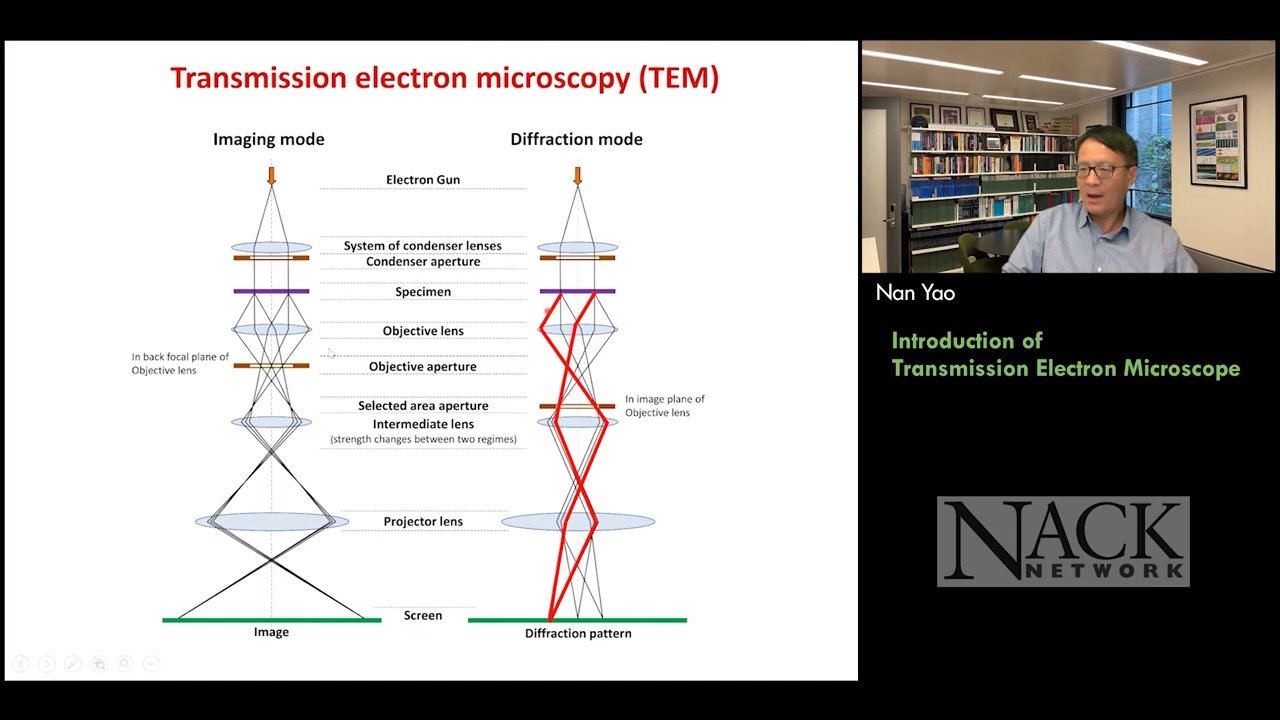 Transmission electron microscopy (TEM)
Imaging mode
Diffraction mode
Electron Gun
System of condenser lenses
Condenser aperture
Specimen
Objective lens
In back focal plane of
Objective lens
Objective aperture
Selected area aperture
In image plane of
Objective lens
Intermediate lens
(strength changes between two regimes)
Projector lens
Screen
Image
Diffraction pattern
Nan Yao
Introduction of
Transmission Electron Microscope
NACK
NETWORK